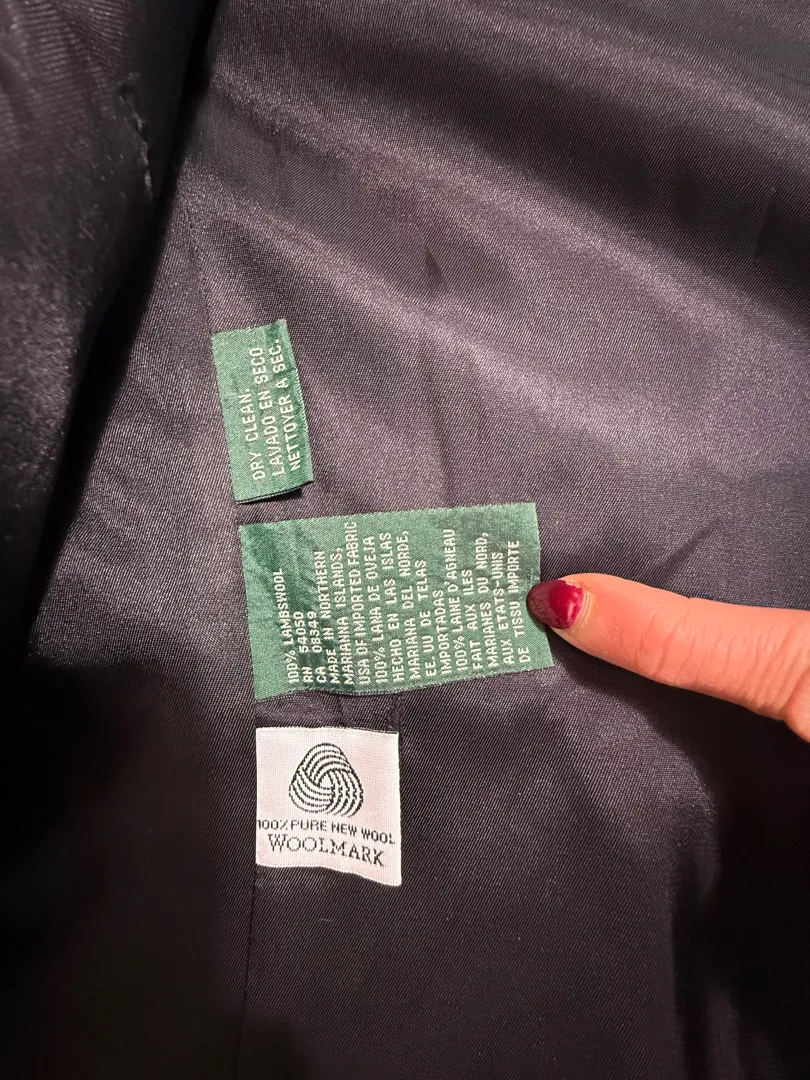 DRY CLEAN.
LAVADO EN SECO
NETTOYER A SEC.
100% LAMBSWOOL
RN 54050
CA 08349
MADE IN NORTHERN
MARIANNA ISLANDS,
USA OF IMPORTED FABRIC
100% LANA DE OVEJA
HECHO EN LAS ISLAS
MARIANA DEL NORDE,
EE. UU DE TELAS
IMPORTADAS
100% LAINE D'AGNEAU
FAIT AUX ILES
MARIANES DU NORD,
AUX ETATS-UNIS
DE TISSU IMPORTE
100% PURE NEW WOOL
WOOLMARK